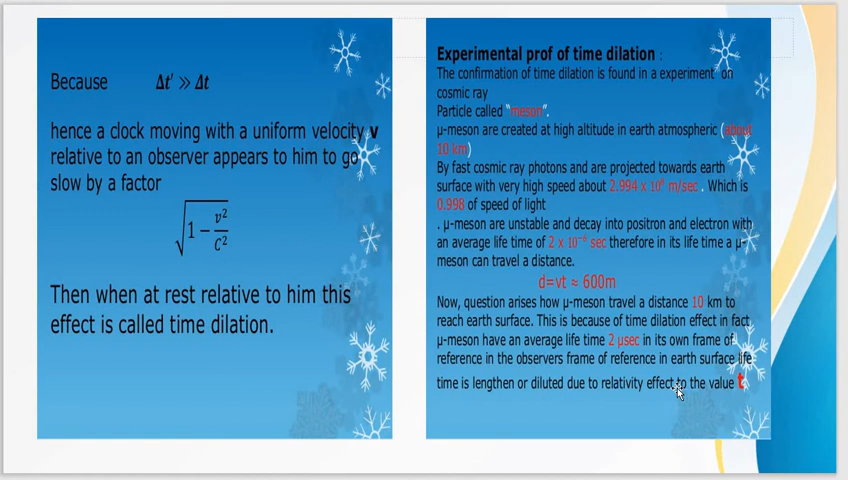 Because Δt′ ≫ Δt
hence a clock moving with a uniform velocity v
relative to an observer appears to him to go
slow by a factor
√(1 − v²/C²)
Then when at rest relative to him this
effect is called time dilation.
Experimental prof of time dilation :
The confirmation of time dilation is found in a experiment on
cosmic ray
Particle called "meson".
µ-meson are created at high altitude in earth atmospheric (about
10 km)
By fast cosmic ray photons and are projected towards earth
surface with very high speed about 2.994 x 10⁸ m/sec . Which is
0.998 of speed of light
. µ-meson are unstable and decay into positron and electron with
an average life time of 2 x 10⁻⁶ sec therefore in its life time a µ-
meson can travel a distance.
d=vt ≈ 600m
Now, question arises how µ-meson travel a distance 10 km to
reach earth surface. This is because of time dilation effect in fact
µ-meson have an average life time 2 µsec in its own frame of
reference in the observers frame of reference in earth surface life
time is lengthen or diluted due to relativity effect to the value t